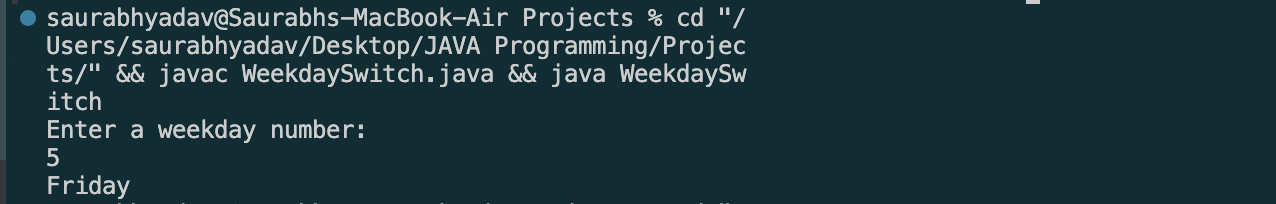 saurabhyadav@Saurabhs-MacBook-Air Projects % cd "/
Users/saurabhyadav/Desktop/JAVA Programming/Projec
ts/" && javac WeekdaySwitch.java && java WeekdaySw
itch
Enter a weekday number:
5
Friday